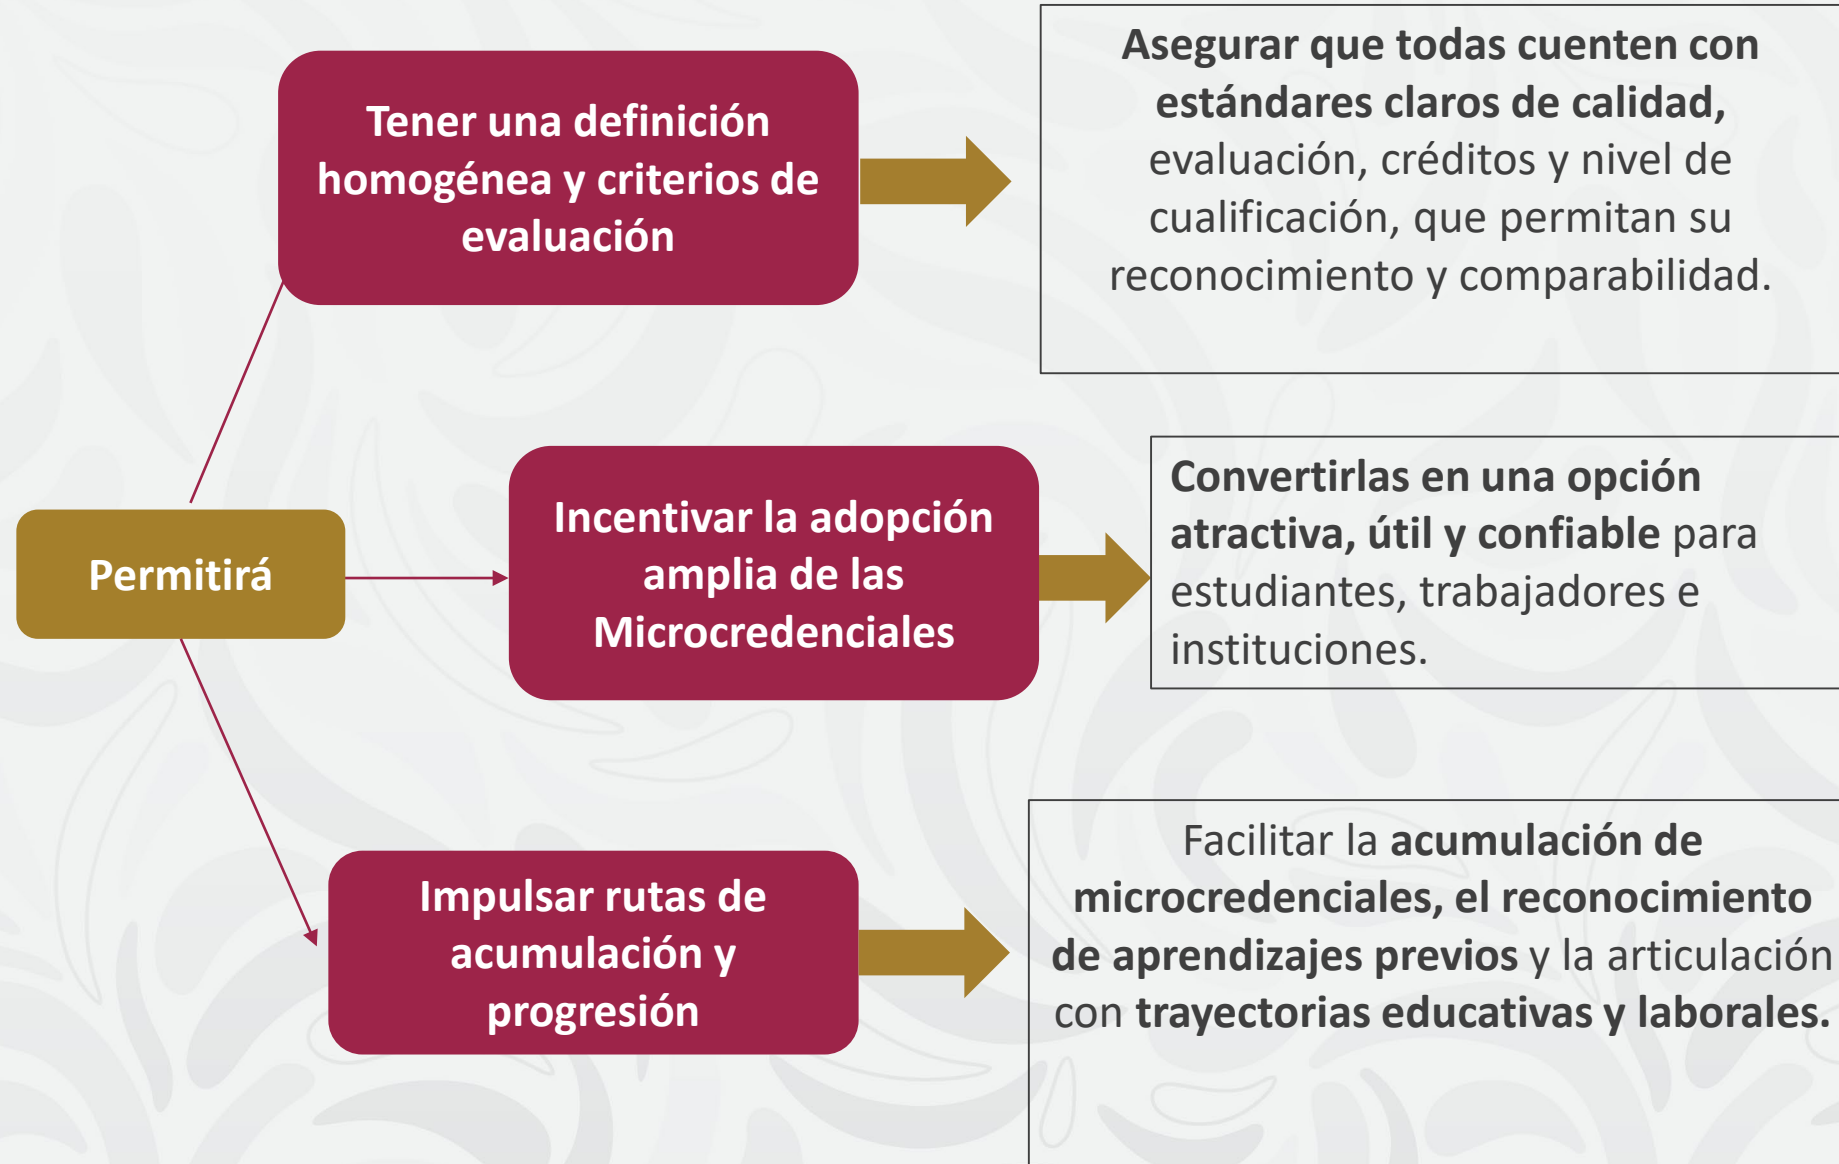 Tener una definición
homogénea y criterios de
evaluación
Asegurar que todas cuenten con
estándares claros de calidad,
evaluación, créditos y nivel de
cualificación, que permitan su
reconocimiento y comparabilidad.
Permitirá
Incentivar la adopción
amplia de las
Microcredenciales
Convertirlas en una opción
atractiva, útil y confiable para
estudiantes, trabajadores e
instituciones.
Impulsar rutas de
acumulación y
progresión
Facilitar la acumulación de
microcredenciales, el reconocimiento
de aprendizajes previos y la articulación
con trayectorias educativas y laborales.